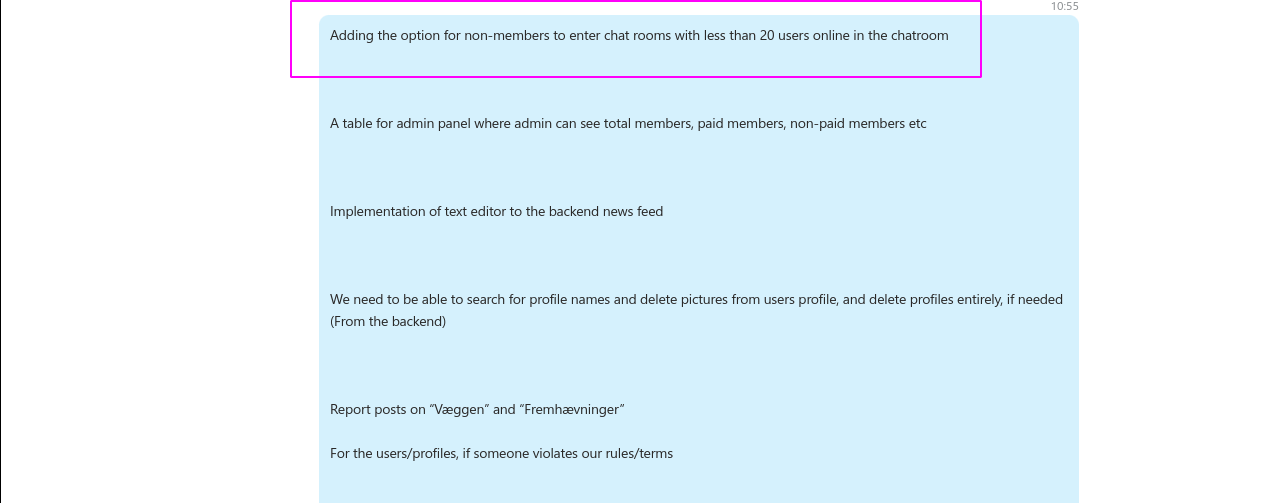 10:55
Adding the option for non-members to enter chat rooms with less than 20 users online in the chatroom
A table for admin panel where admin can see total members, paid members, non-paid members etc
Implementation of text editor to the backend news feed
We need to be able to search for profile names and delete pictures from users profile, and delete profiles entirely, if needed
(From the backend)
Report posts on “Væggen” and “Fremhævninger”
For the users/profiles, if someone violates our rules/terms